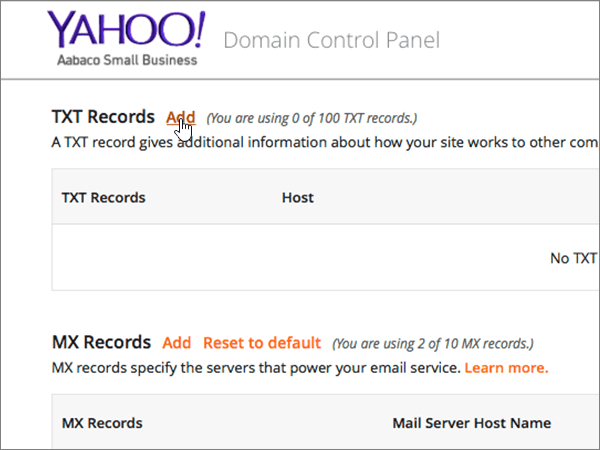 YAHOO!
Aabaco Small Business
Domain Control Panel
TXT Records Add (You are using 0 of 100 TXT records.)
A TXT record gives additional information about how your site works to other com
TXT Records Host
No TXT
MX Records Add Reset to default (You are using 2 of 10 MX records.)
MX records specify the servers that power your email service. Learn more.
MX Records Mail Server Host Name